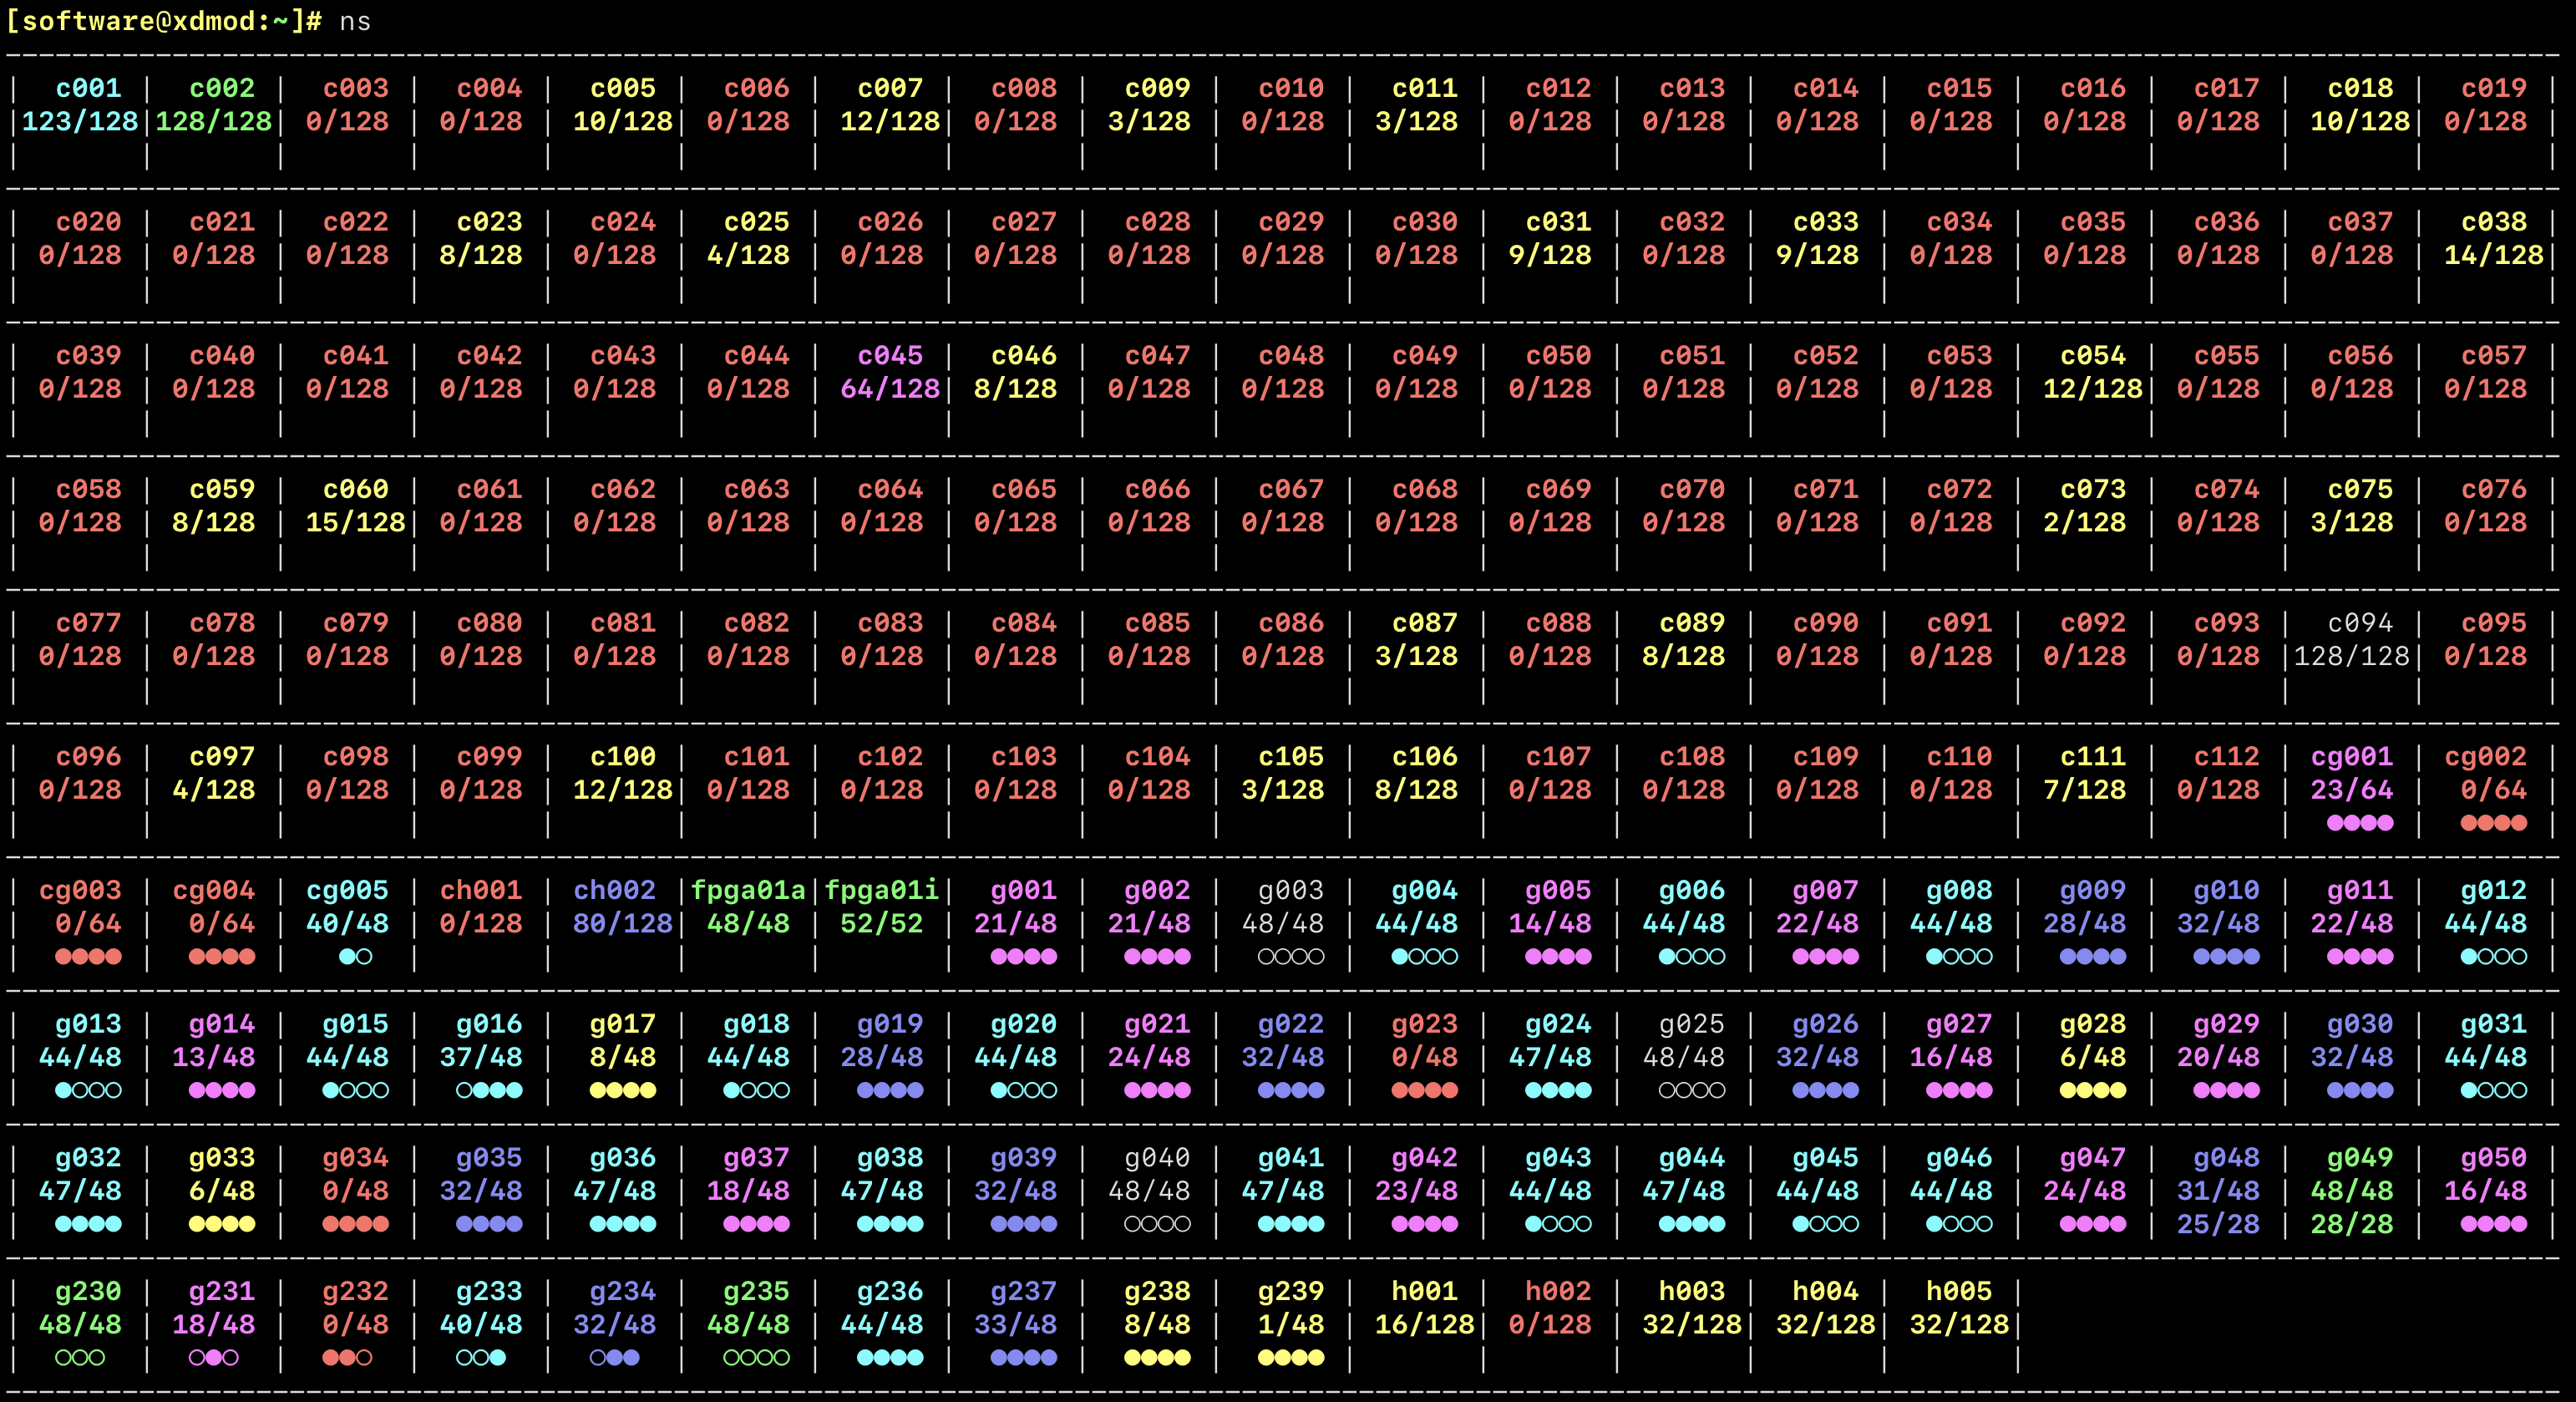 [software@xdmod:~]# ns
| c001 | c002 | c003 | c004 | c005 | c006 | c007 | c008 | c009 | c010 | c011 | c012 | c013 | c014 | c015 | c016 | c017 | c018 | c019 |
|123/128|128/128| 0/128 | 0/128 | 10/128| 0/128 | 12/128| 0/128 | 3/128 | 0/128 | 3/128 | 0/128 | 0/128 | 0/128 | 0/128 | 0/128 | 0/128 | 10/128| 0/128 |
| c020 | c021 | c022 | c023 | c024 | c025 | c026 | c027 | c028 | c029 | c030 | c031 | c032 | c033 | c034 | c035 | c036 | c037 | c038 |
| 0/128 | 0/128 | 0/128 | 8/128 | 0/128 | 4/128 | 0/128 | 0/128 | 0/128 | 0/128 | 0/128 | 9/128 | 0/128 | 9/128 | 0/128 | 0/128 | 0/128 | 0/128 | 14/128|
| c039 | c040 | c041 | c042 | c043 | c044 | c045 | c046 | c047 | c048 | c049 | c050 | c051 | c052 | c053 | c054 | c055 | c056 | c057 |
| 0/128 | 0/128 | 0/128 | 0/128 | 0/128 | 0/128 | 64/128| 8/128 | 0/128 | 0/128 | 0/128 | 0/128 | 0/128 | 0/128 | 0/128 | 12/128| 0/128 | 0/128 | 0/128 |
| c058 | c059 | c060 | c061 | c062 | c063 | c064 | c065 | c066 | c067 | c068 | c069 | c070 | c071 | c072 | c073 | c074 | c075 | c076 |
| 0/128 | 8/128 | 15/128| 0/128 | 0/128 | 0/128 | 0/128 | 0/128 | 0/128 | 0/128 | 0/128 | 0/128 | 0/128 | 0/128 | 0/128 | 2/128 | 0/128 | 3/128 | 0/128 |
| c077 | c078 | c079 | c080 | c081 | c082 | c083 | c084 | c085 | c086 | c087 | c088 | c089 | c090 | c091 | c092 | c093 | c094 | c095 |
| 0/128 | 0/128 | 0/128 | 0/128 | 0/128 | 0/128 | 0/128 | 0/128 | 0/128 | 0/128 | 3/128 | 0/128 | 8/128 | 0/128 | 0/128 | 0/128 | 0/128 |128/128| 0/128 |
| c096 | c097 | c098 | c099 | c100 | c101 | c102 | c103 | c104 | c105 | c106 | c107 | c108 | c109 | c110 | c111 | c112 | cg001 | cg002 |
| 0/128 | 4/128 | 0/128 | 0/128 | 12/128| 0/128 | 0/128 | 0/128 | 0/128 | 3/128 | 8/128 | 0/128 | 0/128 | 0/128 | 0/128 | 7/128 | 0/128 | 23/64 | 0/64 |
| | | | | | | | | | | | | | | | | | ●●●● | ●●●● |
| cg003 | cg004 | cg005 | ch001 | ch002 |fpga01a|fpga01i| g001 | g002 | g003 | g004 | g005 | g006 | g007 | g008 | g009 | g010 | g011 | g012 |
| 0/64 | 0/64 | 40/48 | 0/128 | 80/128| 48/48 | 52/52 | 21/48 | 21/48 | 48/48 | 44/48 | 14/48 | 44/48 | 22/48 | 44/48 | 28/48 | 32/48 | 22/48 | 44/48 |
| ●●●● | ●●●● | ●○ | | | | | ●●●● | ●●●● | ○○○○ | ●○○○ | ●●●● | ●○○○ | ●●●● | ●○○○ | ●●●● | ●●●● | ●●●● | ●○○○ |
| g013 | g014 | g015 | g016 | g017 | g018 | g019 | g020 | g021 | g022 | g023 | g024 | g025 | g026 | g027 | g028 | g029 | g030 | g031 |
| 44/48 | 13/48 | 44/48 | 37/48 | 8/48 | 44/48 | 28/48 | 44/48 | 24/48 | 32/48 | 0/48 | 47/48 | 48/48 | 32/48 | 16/48 | 6/48 | 20/48 | 32/48 | 44/48 |
| ●○○○ | ●●●● | ●○○○ | ○●●● | ●●●● | ●○○○ | ●●●● | ●○○○ | ●●●● | ●●●● | ●●●● | ●●●● | ○○○○ | ●●●● | ●●●● | ●●●● | ●●●● | ●●●● | ●○○○ |
| g032 | g033 | g034 | g035 | g036 | g037 | g038 | g039 | g040 | g041 | g042 | g043 | g044 | g045 | g046 | g047 | g048 | g049 | g050 |
| 47/48 | 6/48 | 0/48 | 32/48 | 47/48 | 18/48 | 47/48 | 32/48 | 48/48 | 47/48 | 23/48 | 44/48 | 47/48 | 44/48 | 44/48 | 24/48 | 31/48 | 48/48 | 16/48 |
| ●●●● | ●●●● | ●●●● | ●●●● | ●●●● | ●●●● | ●●●● | ●●●● | ○○○○ | ●●●● | ●●●● | ●○○○ | ●●●● | ●○○○ | ●○○○ | ●●●● | 25/28 | 28/28 | ●●●● |
| g230 | g231 | g232 | g233 | g234 | g235 | g236 | g237 | g238 | g239 | h001 | h002 | h003 | h004 | h005 |
| 48/48 | 18/48 | 0/48 | 40/48 | 32/48 | 48/48 | 44/48 | 33/48 | 8/48 | 1/48 | 16/128| 0/128 | 32/128| 32/128| 32/128|
| ○○○ | ○●○ | ●●○ | ○○● | ○●● | ○○○○ | ●●●● | ●●●● | ●●●● | ●●●● | | | | | |